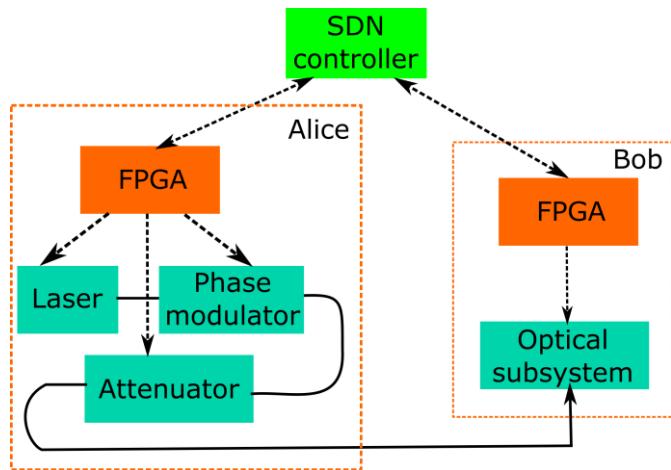 SDN
controller
Alice
FPGA
Laser
Phase
modulator
Attenuator
Bob
FPGA
Optical
subsystem